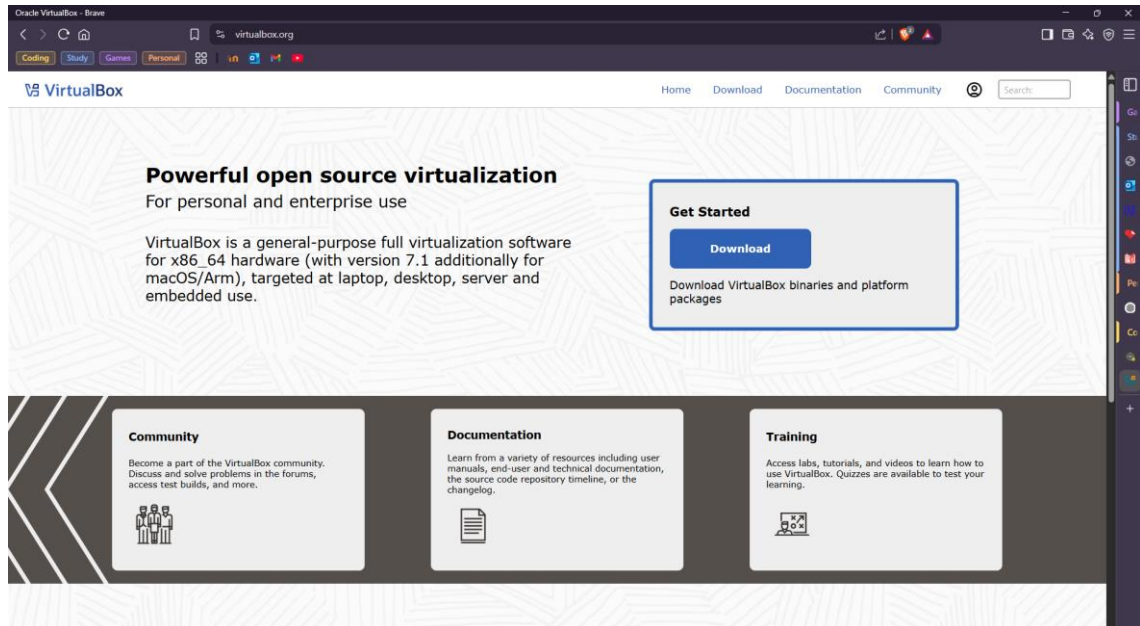 Oracle VirtualBox - Brave
virtualbox.org
Coding Study Games Personal
VirtualBox
Home Download Documentation Community Search:
Powerful open source virtualization
For personal and enterprise use
VirtualBox is a general-purpose full virtualization software
for x86_64 hardware (with version 7.1 additionally for
macOS/Arm), targeted at laptop, desktop, server and
embedded use.
Get Started
Download
Download VirtualBox binaries and platform
packages
Community
Become a part of the VirtualBox community.
Discuss and solve problems in the forums,
access test builds, and more.
Documentation
Learn from a variety of resources including user
manuals, end-user and technical documentation,
the source code repository timeline, or the
changelog.
Training
Access labs, tutorials, and videos to learn how to
use VirtualBox. Quizzes are available to test your
learning.